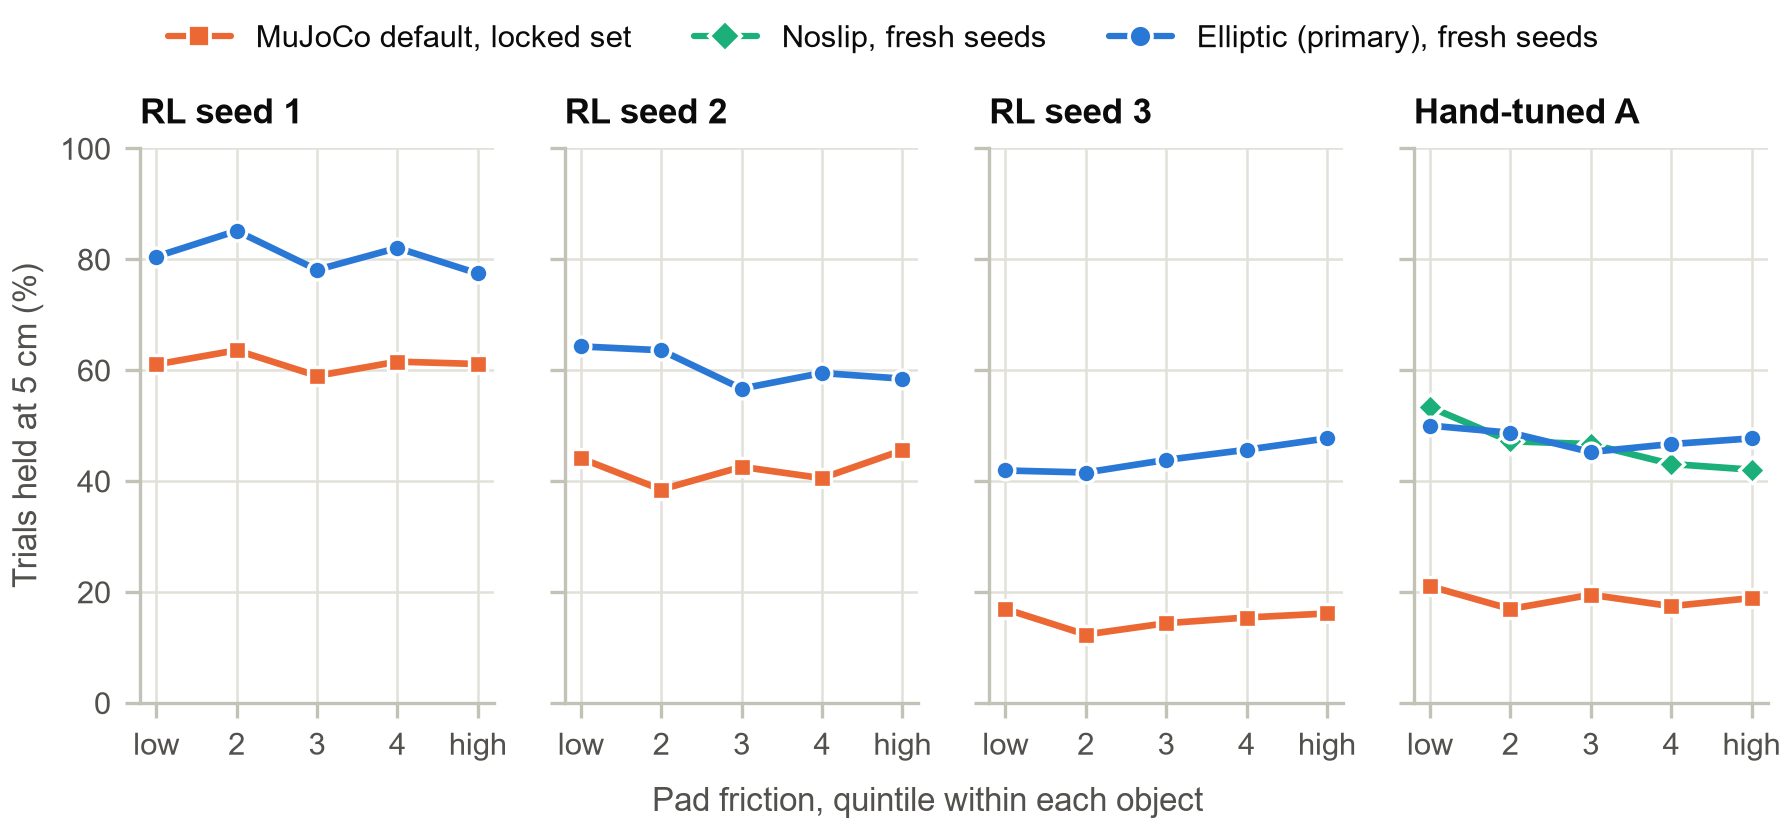 MuJoCo default, locked set Noslip, fresh seeds Elliptic (primary), fresh seeds
RL seed 1 RL seed 2 RL seed 3 Hand-tuned A
100
80
60
40
20
0
Trials held at 5 cm (%)
low 2 3 4 high low 2 3 4 high low 2 3 4 high low 2 3 4 high
Pad friction, quintile within each object